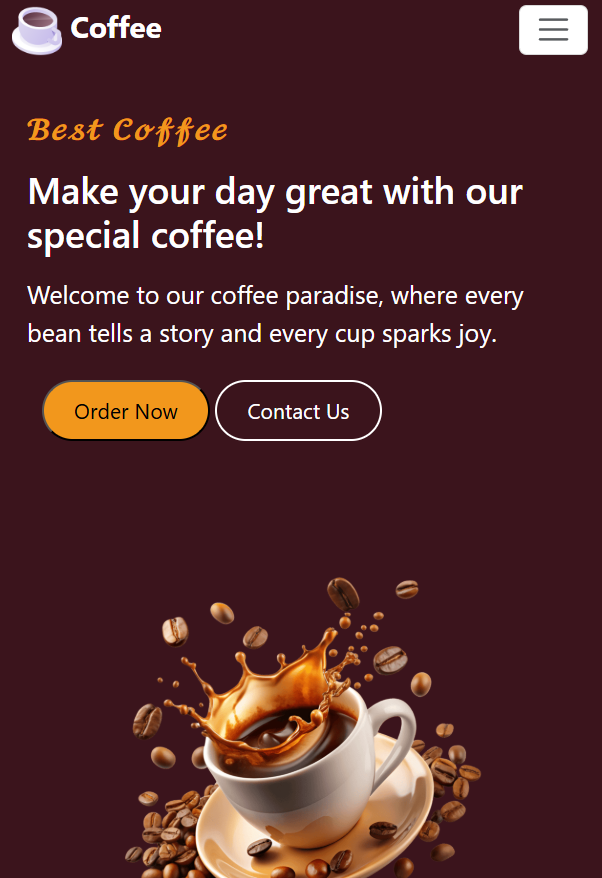 Coffee
Best Coffee
Make your day great with our
special coffee!
Welcome to our coffee paradise, where every
bean tells a story and every cup sparks joy.
Order Now
Contact Us